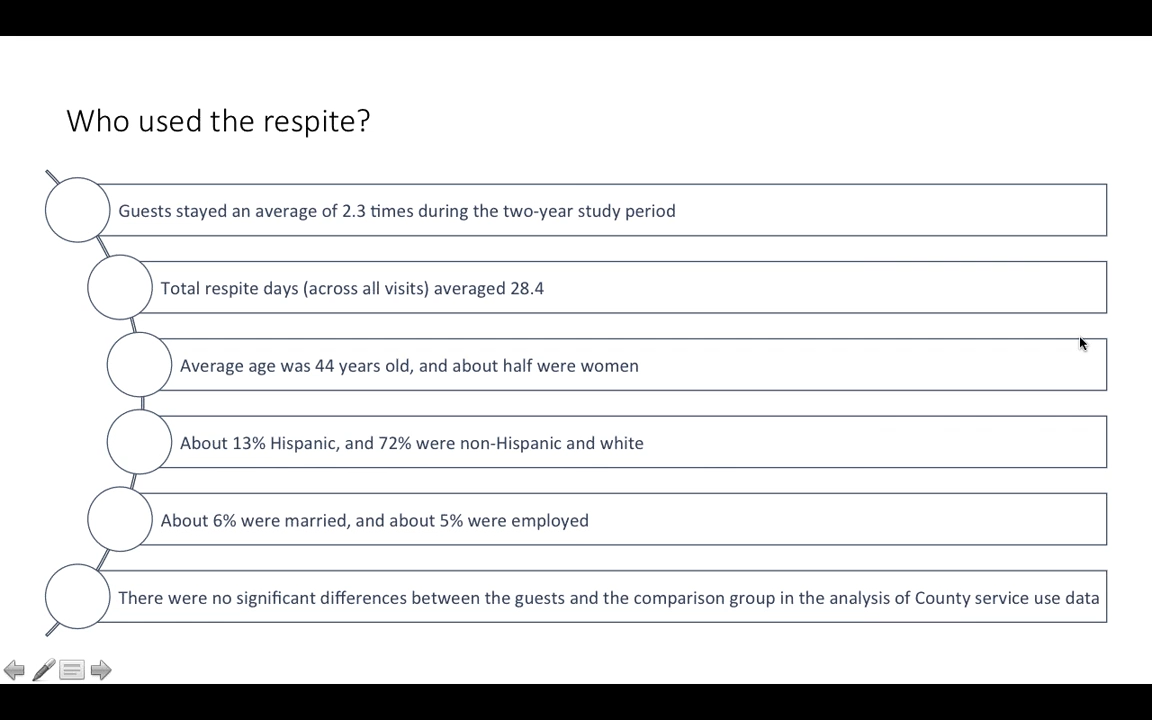 Who used the respite?
Guests stayed an average of 2.3 times during the two-year study period
Total respite days (across all visits) averaged 28.4
Average age was 44 years old, and about half were women
About 13% Hispanic, and 72% were non-Hispanic and white
About 6% were married, and about 5% were employed
There were no significant differences between the guests and the comparison group in the analysis of County service use data